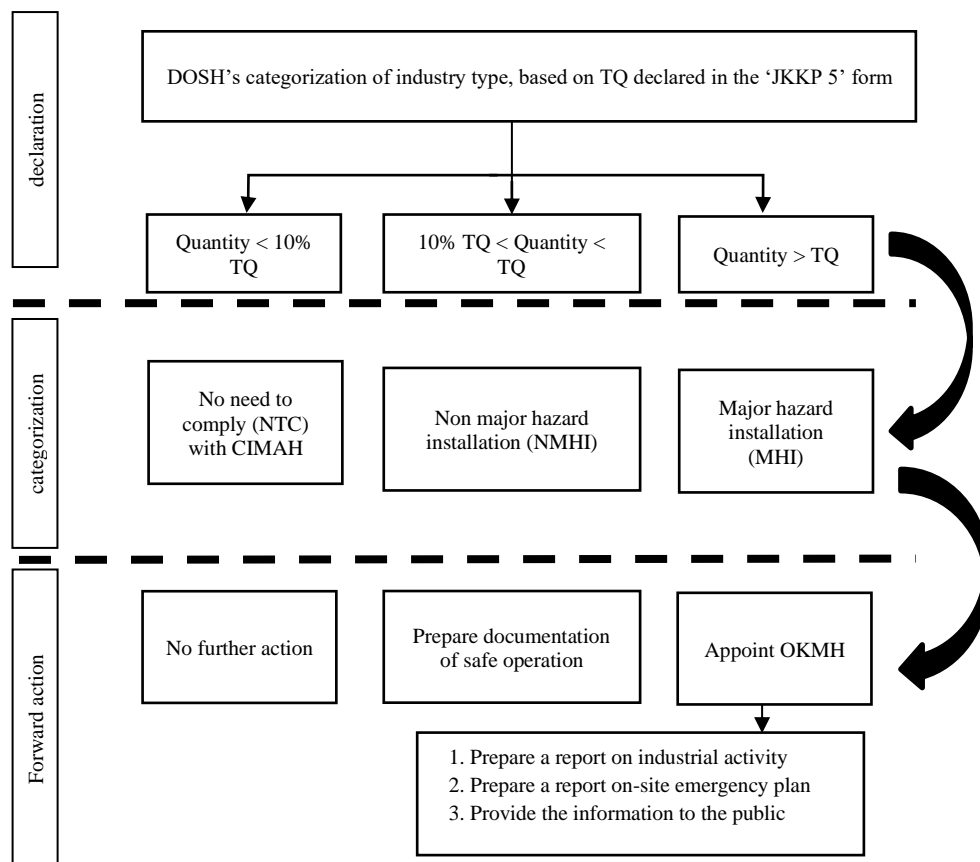 declaration
DOSH's categorization of industry type, based on TQ declared in the 'JKKP 5' form
Quantity < 10%
TQ
10% TQ < Quantity <
TQ
Quantity > TQ
categorization
No need to
comply (NTC)
with CIMAH
Non major hazard
installation (NMHI)
Major hazard
installation
(MHI)
Forward action
No further action
Prepare documentation
of safe operation
Appoint OKMH
1. Prepare a report on industrial activity
2. Prepare a report on-site emergency plan
3. Provide the information to the public